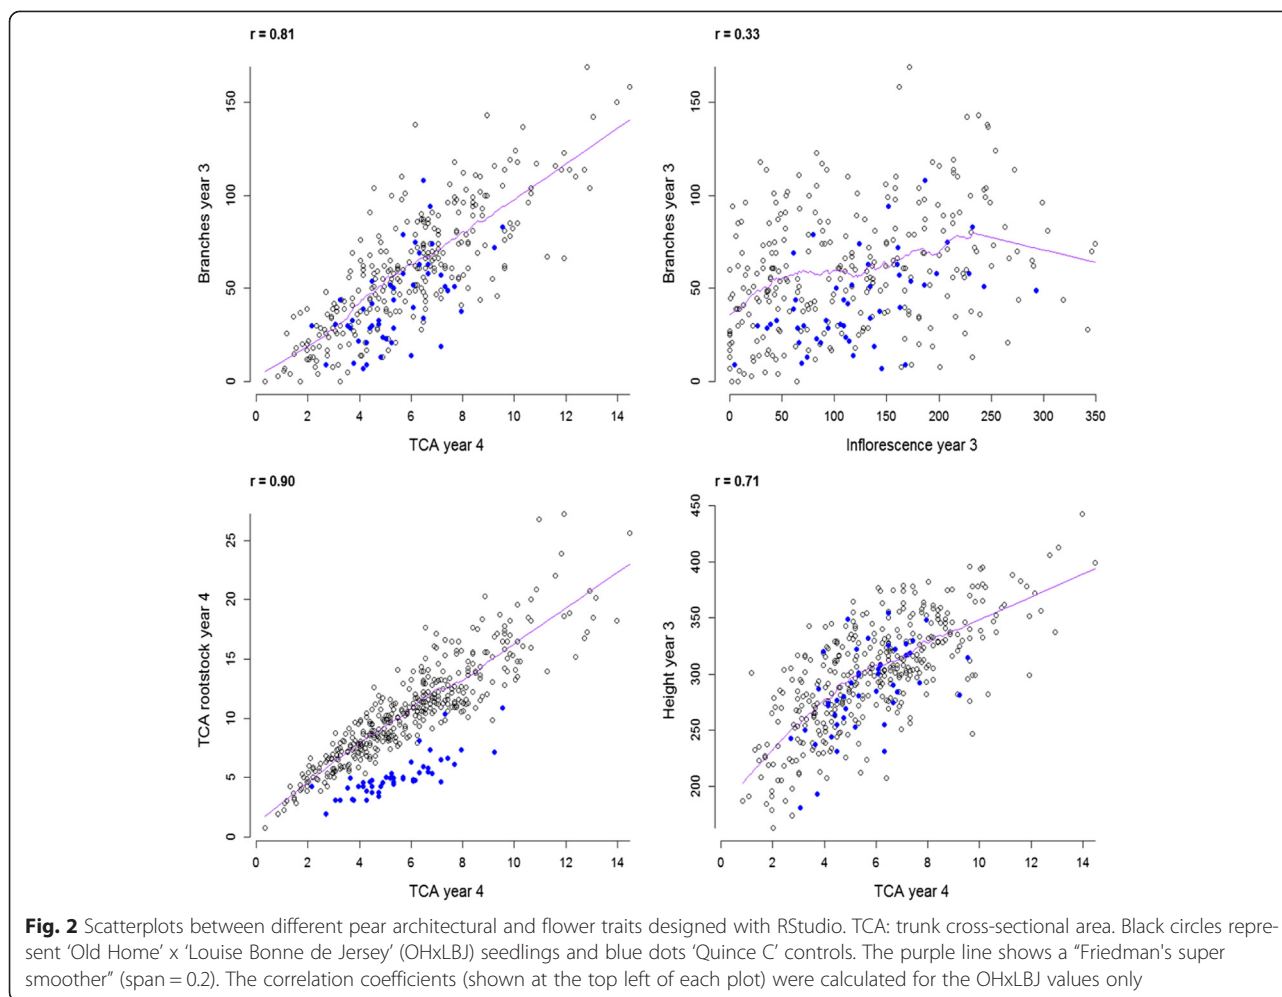 r = 0.81
150
100
50
0
Branches year 3
0 2 4 6 8 10 12 14
TCA year 4
r = 0.33
150
100
50
0
Branches year 3
0 50 100 150 200 250 300 350
Inflorescence year 3
r = 0.90
25
20
15
10
5
0
TCA rootstock year 4
0 2 4 6 8 10 12 14
TCA year 4
r = 0.71
450
400
350
300
250
200
Height year 3
0 2 4 6 8 10 12 14
TCA year 4
Fig. 2 Scatterplots between different pear architectural and flower traits designed with RStudio. TCA: trunk cross-sectional area. Black circles repre-
sent ‘Old Home’ x ‘Louise Bonne de Jersey’ (OHxLBJ) seedlings and blue dots ‘Quince C’ controls. The purple line shows a “Friedman's super
smoother” (span = 0.2). The correlation coefficients (shown at the top left of each plot) were calculated for the OHxLBJ values only